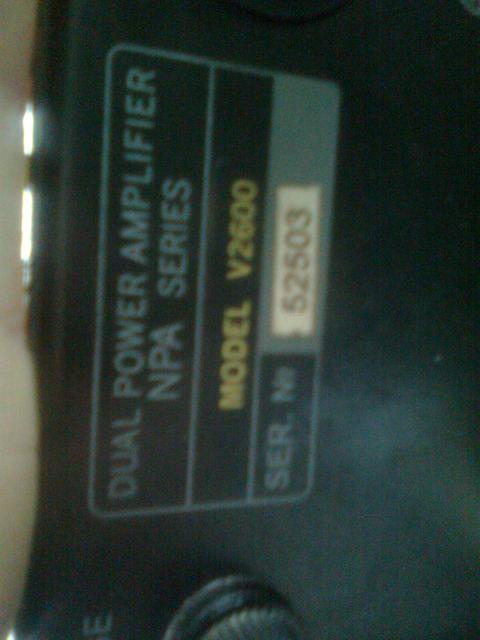 DUAL POWER AMPLIFIER
NPA SERIES
MODEL V2600
SER. Nº 52503